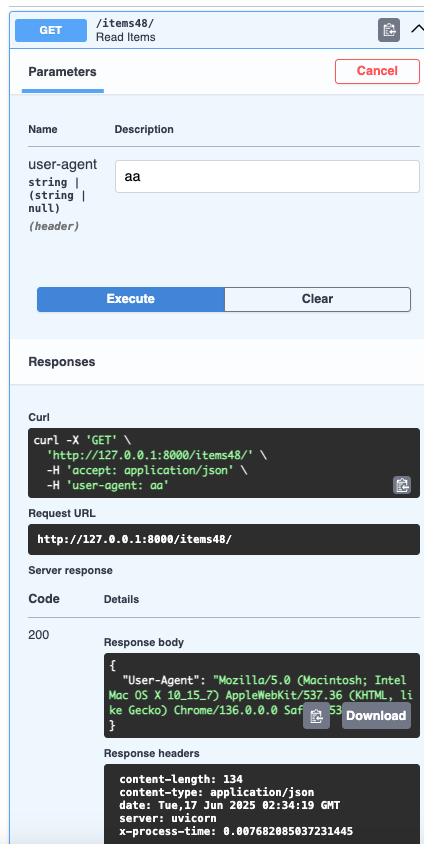 GET
/items48/
Read Items
Parameters
Cancel
Name
Description
user-agent
string |
(string |
null)
(header)
aa
Execute
Clear
Responses
Curl
curl -X 'GET' \
'http://127.0.0.1:8000/items48/' \
-H 'accept: application/json' \
-H 'user-agent: aa'
Request URL
http://127.0.0.1:8000/items48/
Server response
Code
Details
200
Response body
{
"User-Agent": "Mozilla/5.0 (Macintosh; Intel
Mac OS X 10_15_7) AppleWebKit/537.36 (KHTML, li
ke Gecko) Chrome/136.0.0.0
}
Download
Response headers
content-length: 134
content-type: application/json
date: Tue,17 Jun 2025 02:34:19 GMT
server: uvicorn
x-process-time: 0.007682085037231445